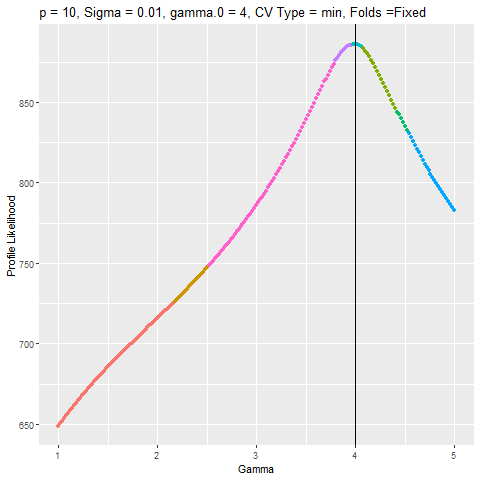 p = 10, Sigma = 0.01, gamma.0 = 4, CV Type = min, Folds =Fixed
Profile Likelihood
850
800
750
700
650
1 2 3 4 5
Gamma